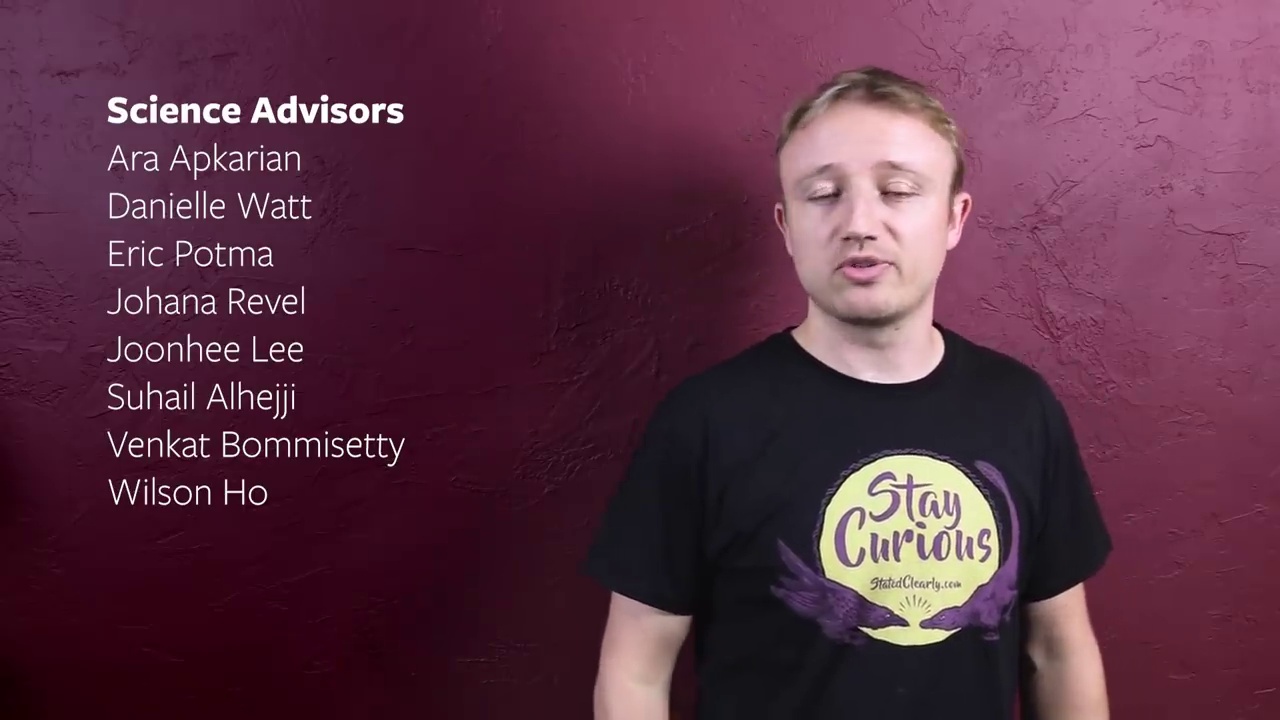 Science Advisors
Ara Apkarian
Danielle Watt
Eric Potma
Johana Revel
Joonhee Lee
Suhail Alhejji
Venkat Bommisetty
Wilson Ho
Stay
Curious
StatedClearly.com